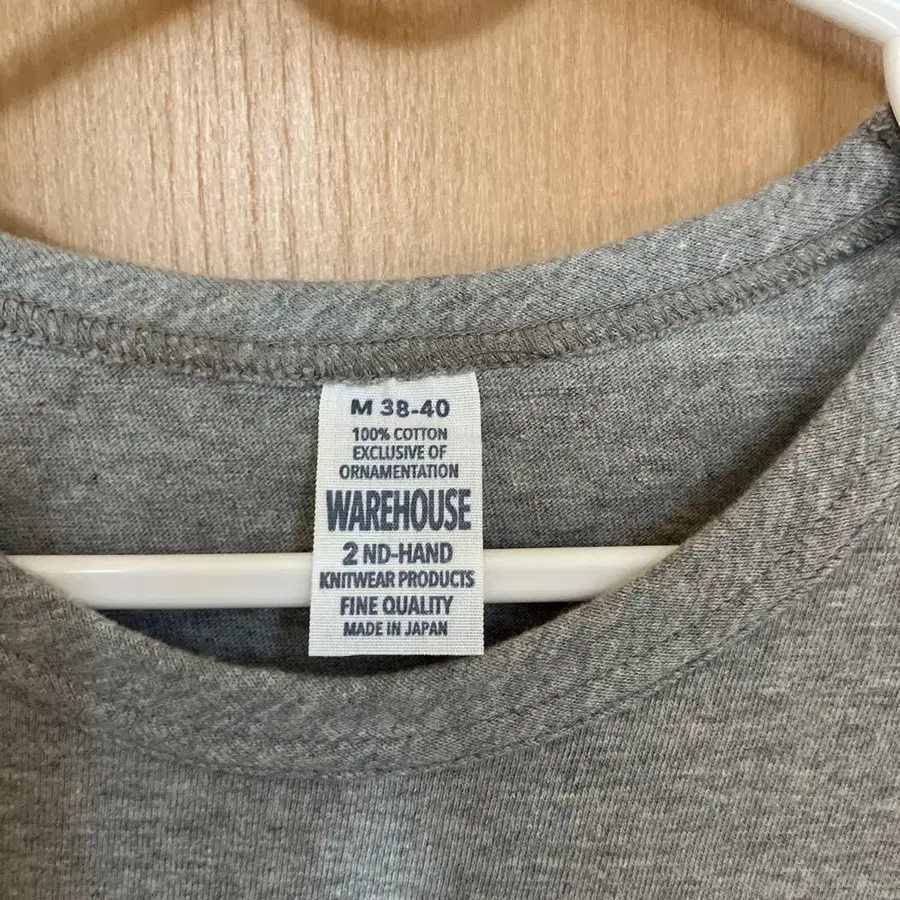 M 38-40
100% COTTON
EXCLUSIVE OF
ORNAMENTATION
WAREHOUSE
2 ND-HAND
KNITWEAR PRODUCTS
FINE QUALITY
MADE IN JAPAN